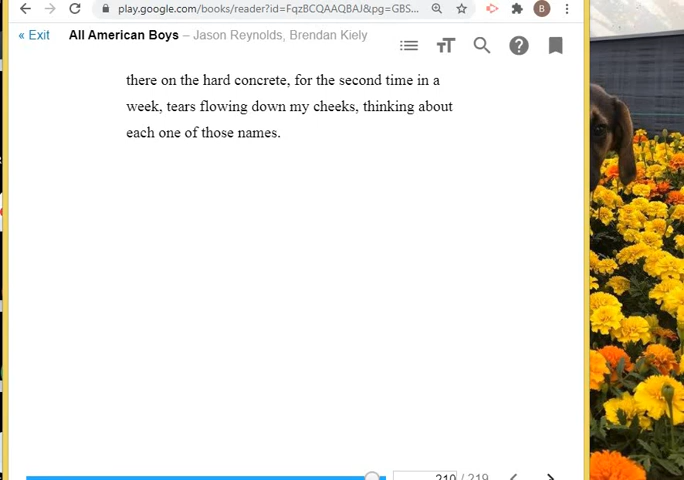 play.google.com/books/reader?id=FqzBCQAAQBAJ&pg=GBS...
B
« Exit All American Boys – Jason Reynolds, Brendan Kiely
there on the hard concrete, for the second time in a
week, tears flowing down my cheeks, thinking about
each one of those names.
210 / 219